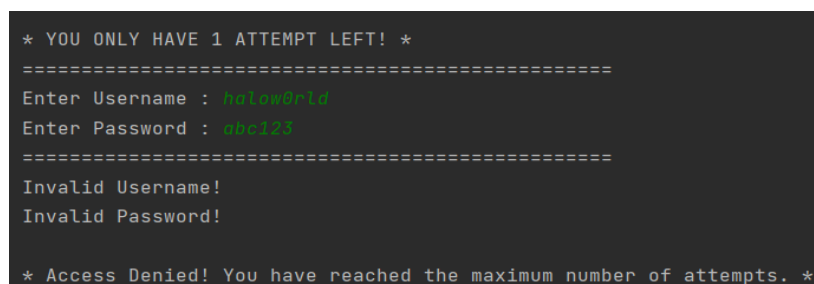 * YOU ONLY HAVE 1 ATTEMPT LEFT! *
==================================================
Enter Username : halow0rld
Enter Password : abc123
==================================================
Invalid Username!
Invalid Password!
* Access Denied! You have reached the maximum number of attempts. *